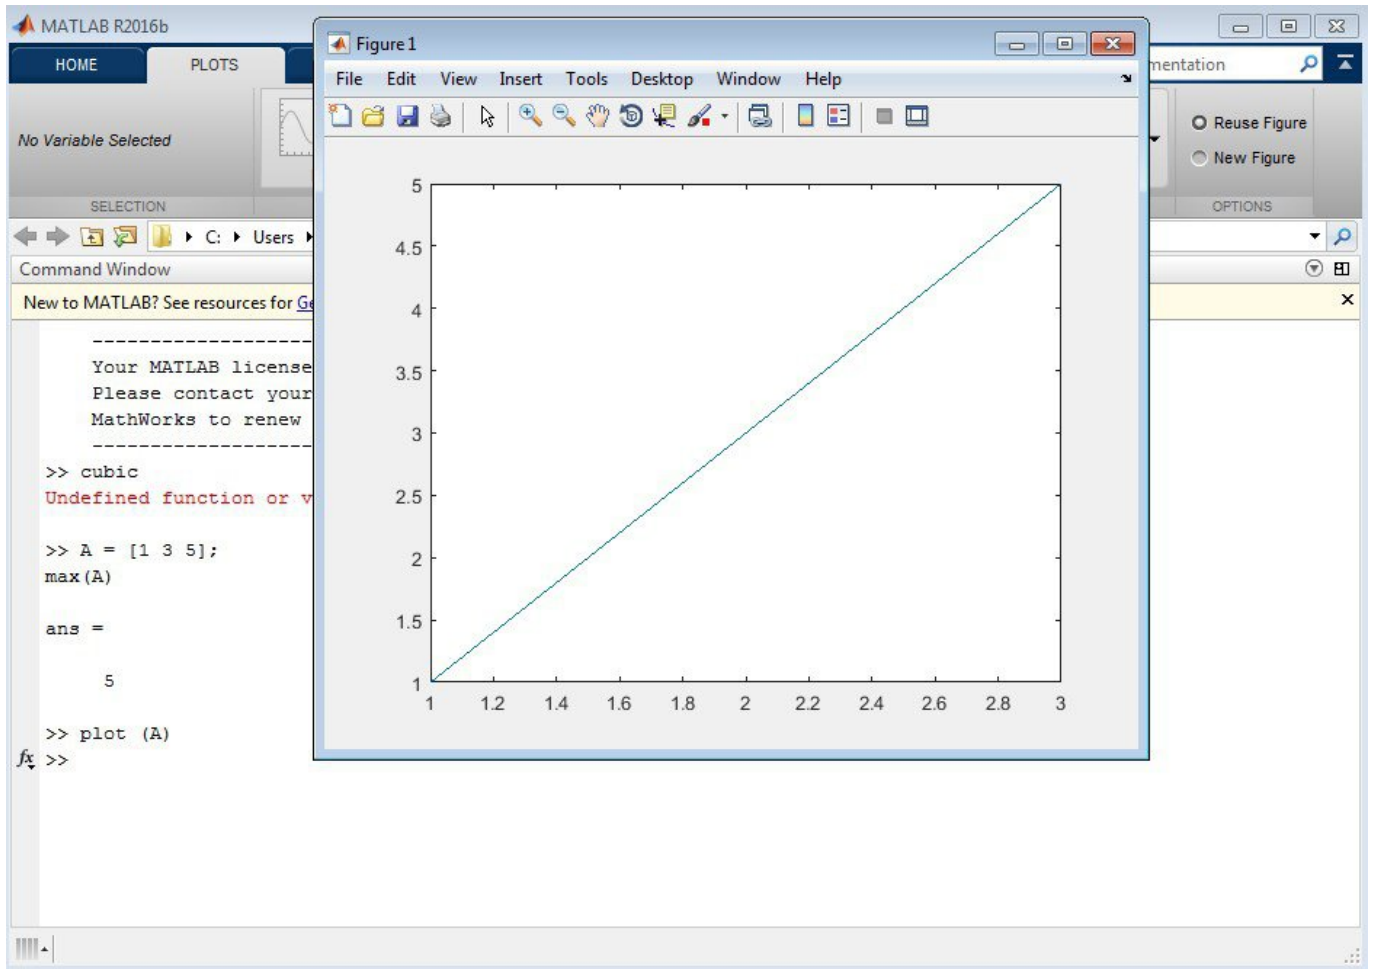 MATLAB R2016b
HOME
PLOTS
No Variable Selected
SELECTION
Reuse Figure
New Figure
OPTIONS
C: Users
Command Window
New to MATLAB? See resources for
Your MATLAB license
Please contact your
MathWorks to renew
>> cubic
Undefined function or
>> A = [1 3 5];
max(A)
ans =
5
>> plot (A)
fx >>
Figure 1
File Edit View Insert Tools Desktop Window Help
5
4.5
4
3.5
3
2.5
2
1.5
1
1 1.2 1.4 1.6 1.8 2 2.2 2.4 2.6 2.8 3